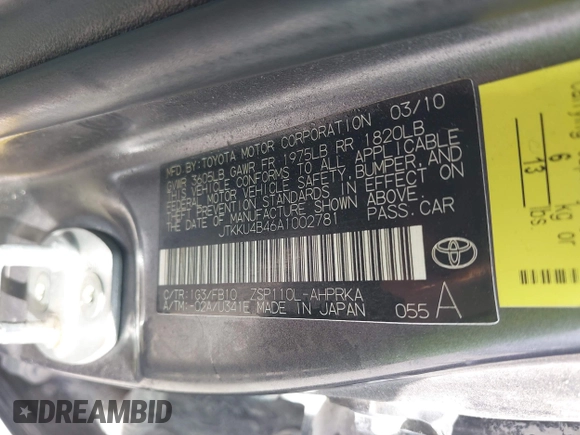 MFD BY: TOYOTA MOTOR CORPORATION 03/10
GVWR 3605LB GAWR FR 1975LB RR 1820LB
THIS VEHICLE CONFORMS TO ALL APPLICABLE
FEDERAL MOTOR VEHICLE SAFETY, BUMPER, AND
THEFT PREVENTION STANDARDS IN EFFECT ON
THE DATE OF MANUFACTURE SHOWN ABOVE.
JTKKU4B46A1002781 PASS. CAR
C/TR: 1G3/FB10 ZSP110L-AHPRKA
A/TM: -02A/U341E MADE IN JAPAN 055 A
6
13
kg or
lbs
DREAMBID